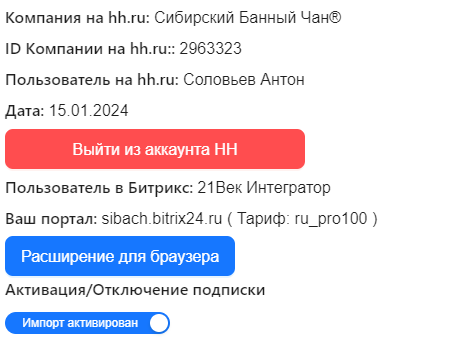 Компания на hh.ru: Сибирский Банный Чан®
ID Компании на hh.ru:: 2963323
Пользователь на hh.ru: Соловьев Антон
Дата: 15.01.2024
Выйти из аккаунта HH
Пользователь в Битрикс: 21Век Интегратор
Ваш портал: sibach.bitrix24.ru ( Тариф: ru_pro100 )
Расширение для браузера
Активация/Отключение подписки
Импорт активирован